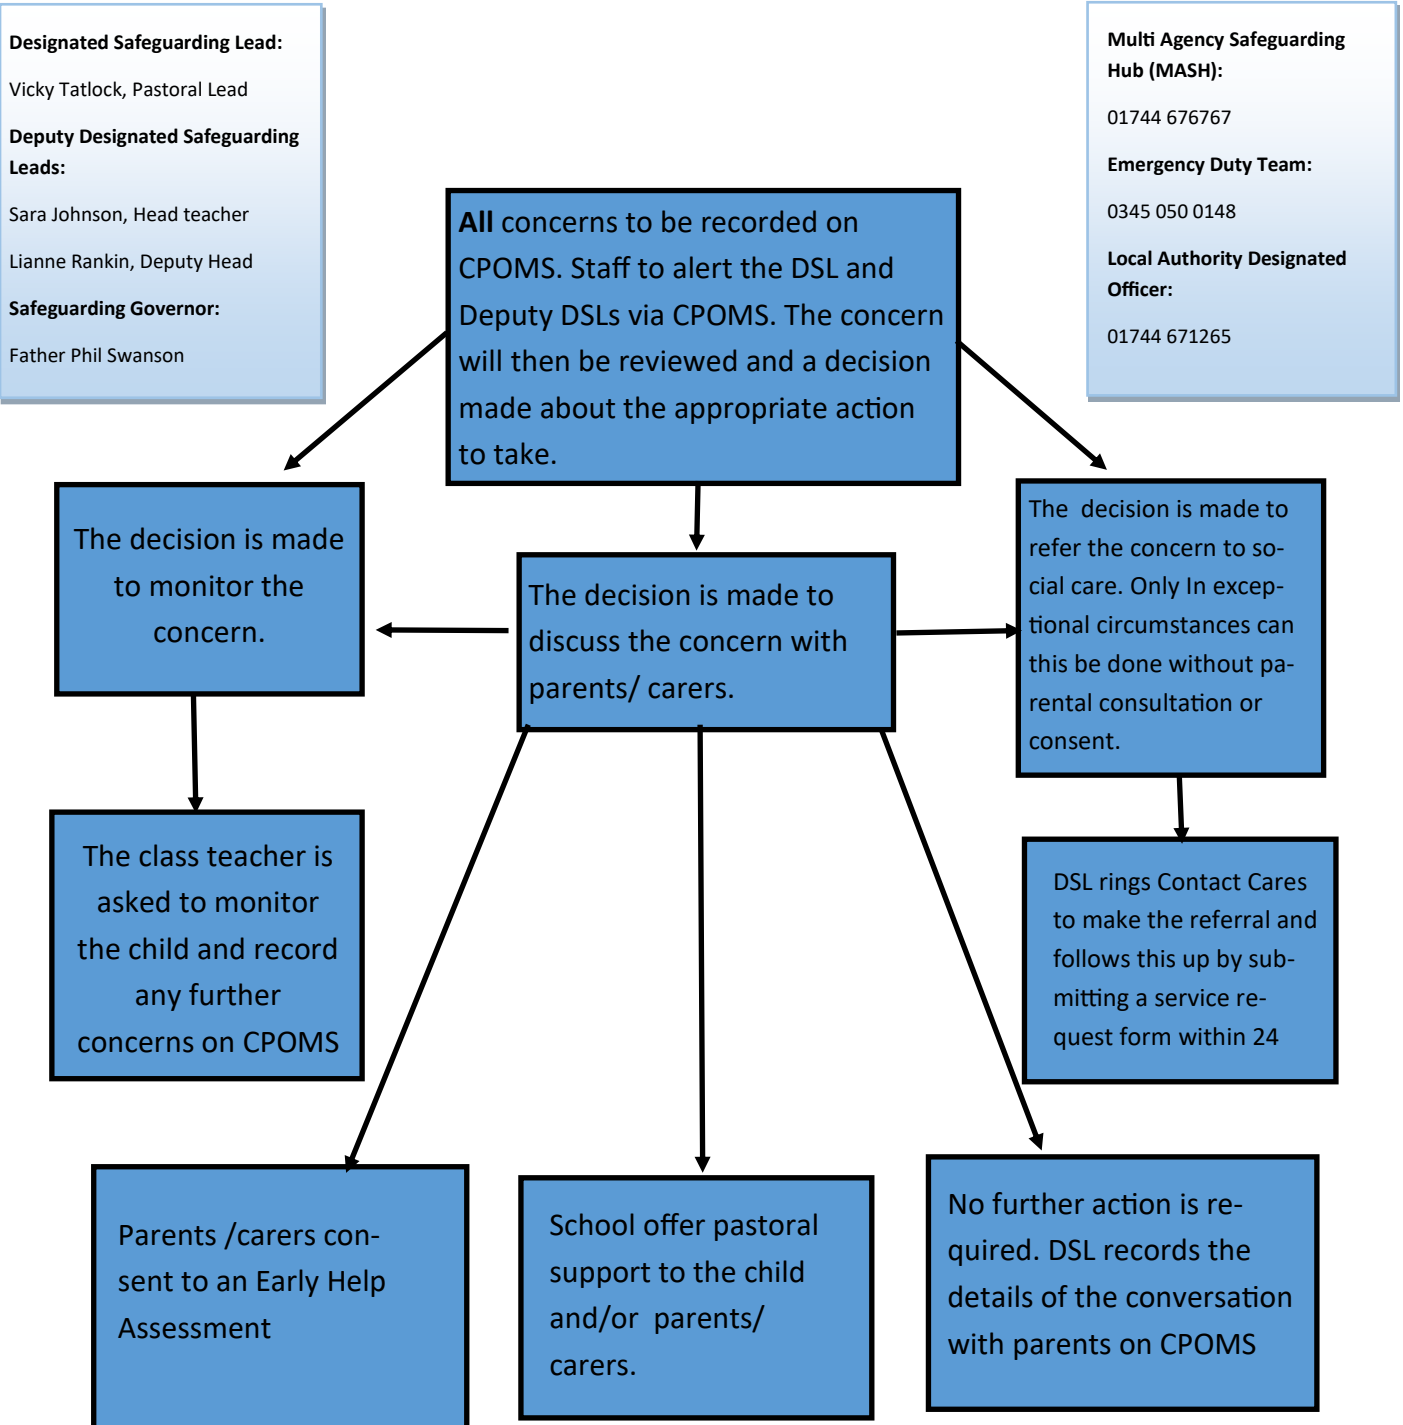 Designated Safeguarding Lead:
Vicky Tatlock, Pastoral Lead
Deputy Designated Safeguarding
Leads:
Sara Johnson, Head teacher
Lianne Rankin, Deputy Head
Safeguarding Governor:
Father Phil Swanson
Multi Agency Safeguarding
Hub (MASH):
01744 676767
Emergency Duty Team:
0345 050 0148
Local Authority Designated
Officer:
01744 671265
All concerns to be recorded on
CPOMS. Staff to alert the DSL and
Deputy DSLs via CPOMS. The concern
will then be reviewed and a decision
made about the appropriate action
to take.
The decision is made
to monitor the
concern.
The decision is made to
discuss the concern with
parents/ carers.
The  decision is made to
refer the concern to so-
cial care. Only In excep-
tional circumstances can
this be done without pa-
rental consultation or
consent.
The class teacher is
asked to monitor
the child and record
any further
concerns on CPOMS
DSL rings Contact Cares
to make the referral and
follows this up by sub-
mitting a service re-
quest form within 24
Parents /carers con-
sent to an Early Help
Assessment
School offer pastoral
support to the child
and/or  parents/
carers.
No further action is re-
quired. DSL records the
details of the conversation
with parents on CPOMS